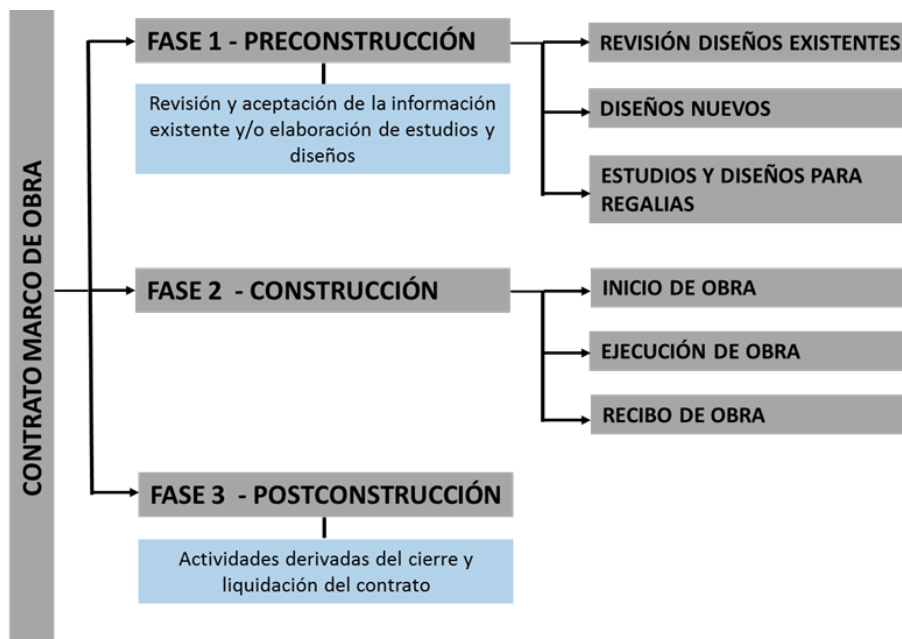 CONTRATO MARCO DE OBRA
FASE 1 - PRECONSTRUCCIÓN
Revisión y aceptación de la información
existente y/o elaboración de estudios y
diseños
REVISIÓN DISEÑOS EXISTENTES
DISEÑOS NUEVOS
ESTUDIOS Y DISEÑOS PARA
REGALIAS
FASE 2 - CONSTRUCCIÓN
INICIO DE OBRA
EJECUCIÓN DE OBRA
RECIBO DE OBRA
FASE 3 - POSTCONSTRUCCIÓN
Actividades derivadas del cierre y
liquidación del contrato